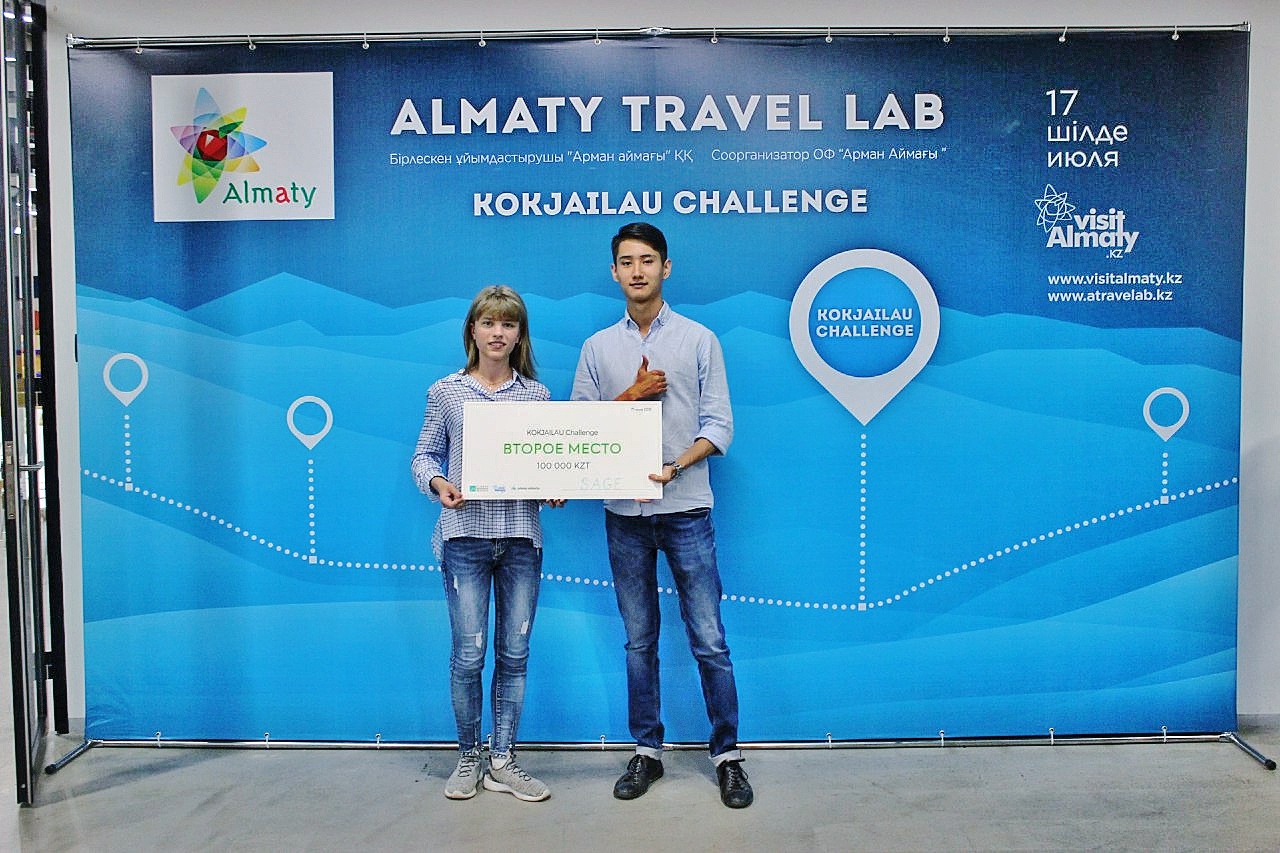 Almaty
ALMATY TRAVEL LAB
Бірлескен ұйымдастырушы "Арман аймағы" ҚҚ Соорганизатор ОФ "Арман Аймағы"
KOKJAILAU CHALLENGE
17
шілде
июля
visit
Almaty
.KZ
www.visitalmaty.kz
www.atravelab.kz
KOKJAILAU
CHALLENGE
KOKJAILAU Challenge
ВТОРОЕ МЕСТО
100 000 KZT
SAGE